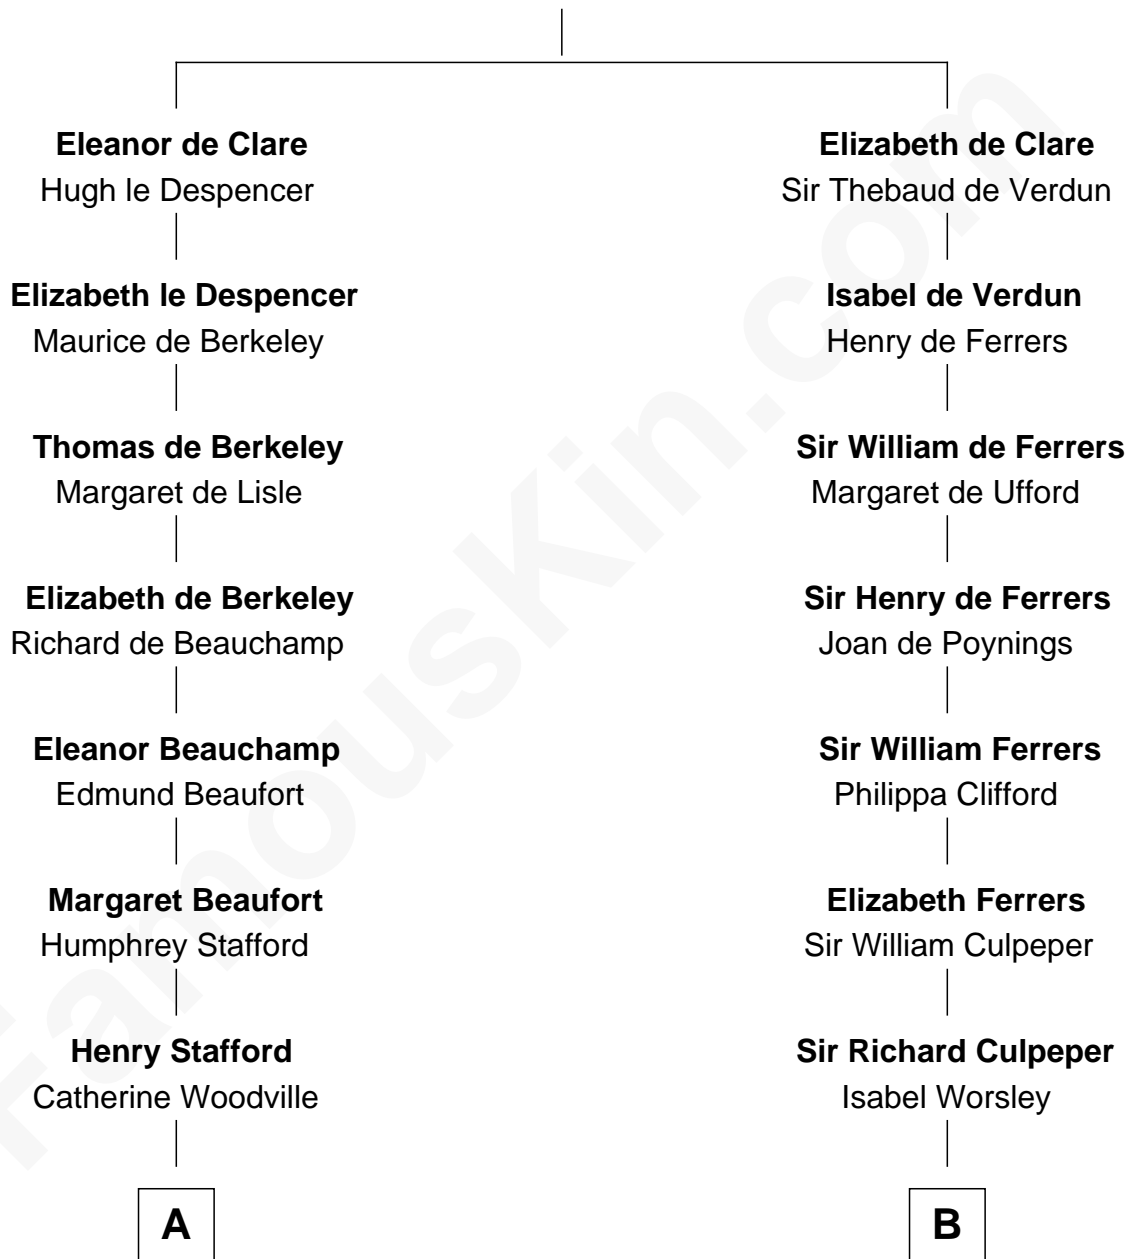 Eleanor de Clare
Hugh le Despencer
Elizabeth le Despencer
Maurice de Berkeley
Thomas de Berkeley
Margaret de Lisle
Elizabeth de Berkeley
Richard de Beauchamp
Eleanor Beauchamp
Edmund Beaufort
Margaret Beaufort
Humphrey Stafford
Henry Stafford
Catherine Woodville
A
Elizabeth de Clare
Sir Thebaud de Verdun
Isabel de Verdun
Henry de Ferrers
Sir William de Ferrers
Margaret de Ufford
Sir Henry de Ferrers
Joan de Poynings
Sir William Ferrers
Philippa Clifford
Elizabeth Ferrers
Sir William Culpeper
Sir Richard Culpeper
Isabel Worsley
B
FamousKin.com